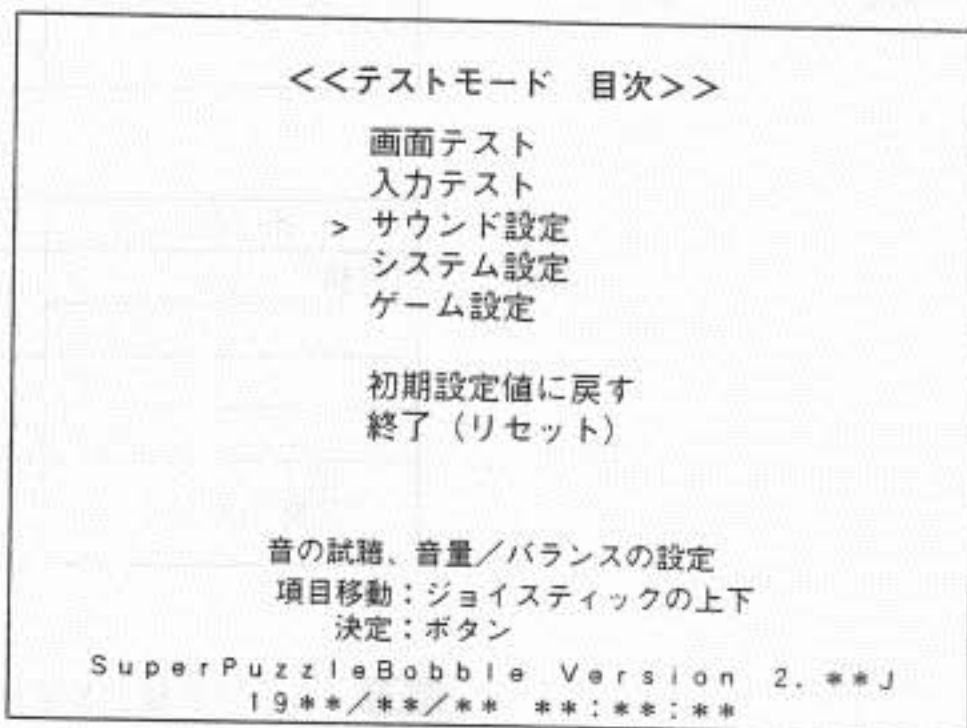 <<テストモード 目次>>
画面テスト
入力テスト
> サウンド設定
システム設定
ゲーム設定
初期設定値に戻す
終了(リセット)
音の試聴、音量/バランスの設定
項目移動:ジョイスティックの上下
決定:ボタン
SuperPuzzleBobble Version 2.**J
19**/**/** **:**:**